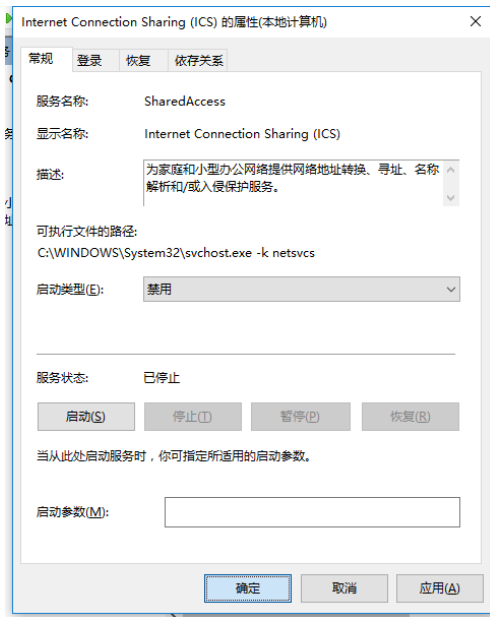 Internet Connection Sharing (ICS) 的属性(本地计算机)
常规 登录 恢复 依存关系
服务名称: SharedAccess
显示名称: Internet Connection Sharing (ICS)
描述: 为家庭和小型办公网络提供网络地址转换、寻址、名称
解析和/或入侵保护服务。
可执行文件的路径:
C:\WINDOWS\System32\svchost.exe -k netsvcs
启动类型(E): 禁用
服务状态: 已停止
启动(S) 停止(T) 暂停(P) 恢复(R)
当从此处启动服务时，你可指定所适用的启动参数。
启动参数(M):
确定 取消 应用(A)